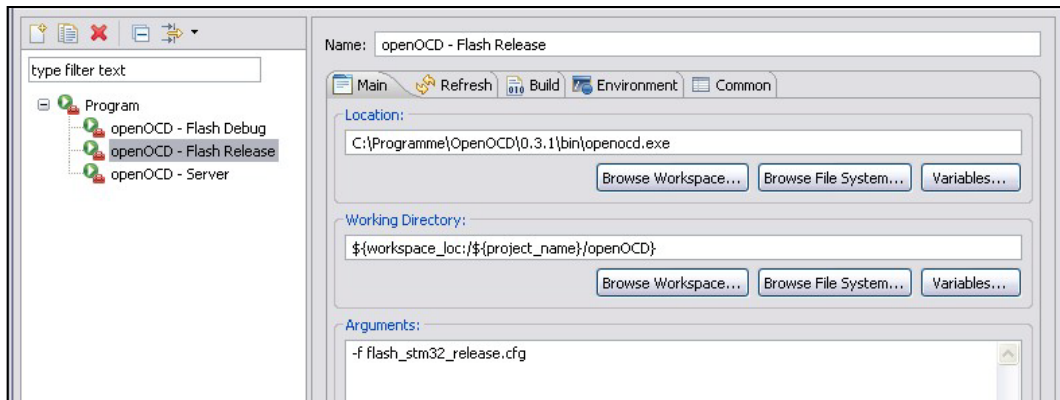 Name: openOCD - Flash Release
type filter text
Main Refresh Build Environment Common
Program
openOCD - Flash Debug
openOCD - Flash Release
openOCD - Server
Location:
C:\Programme\OpenOCD\0.3.1\bin\openocd.exe
Browse Workspace... Browse File System... Variables...
Working Directory:
${workspace_loc:/${project_name}/openOCD}
Browse Workspace... Browse File System... Variables...
Arguments:
-f flash_stm32_release.cfg